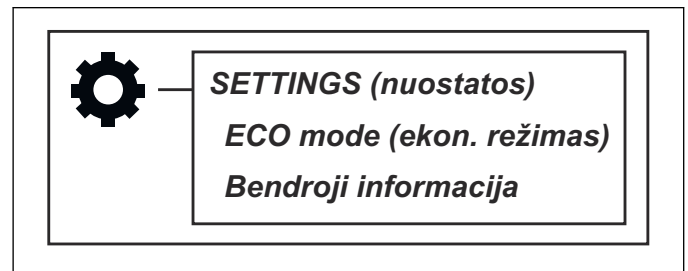 SETTINGS (nuostatos)
ECO mode (ekon. režimas)
Bendroji informacija